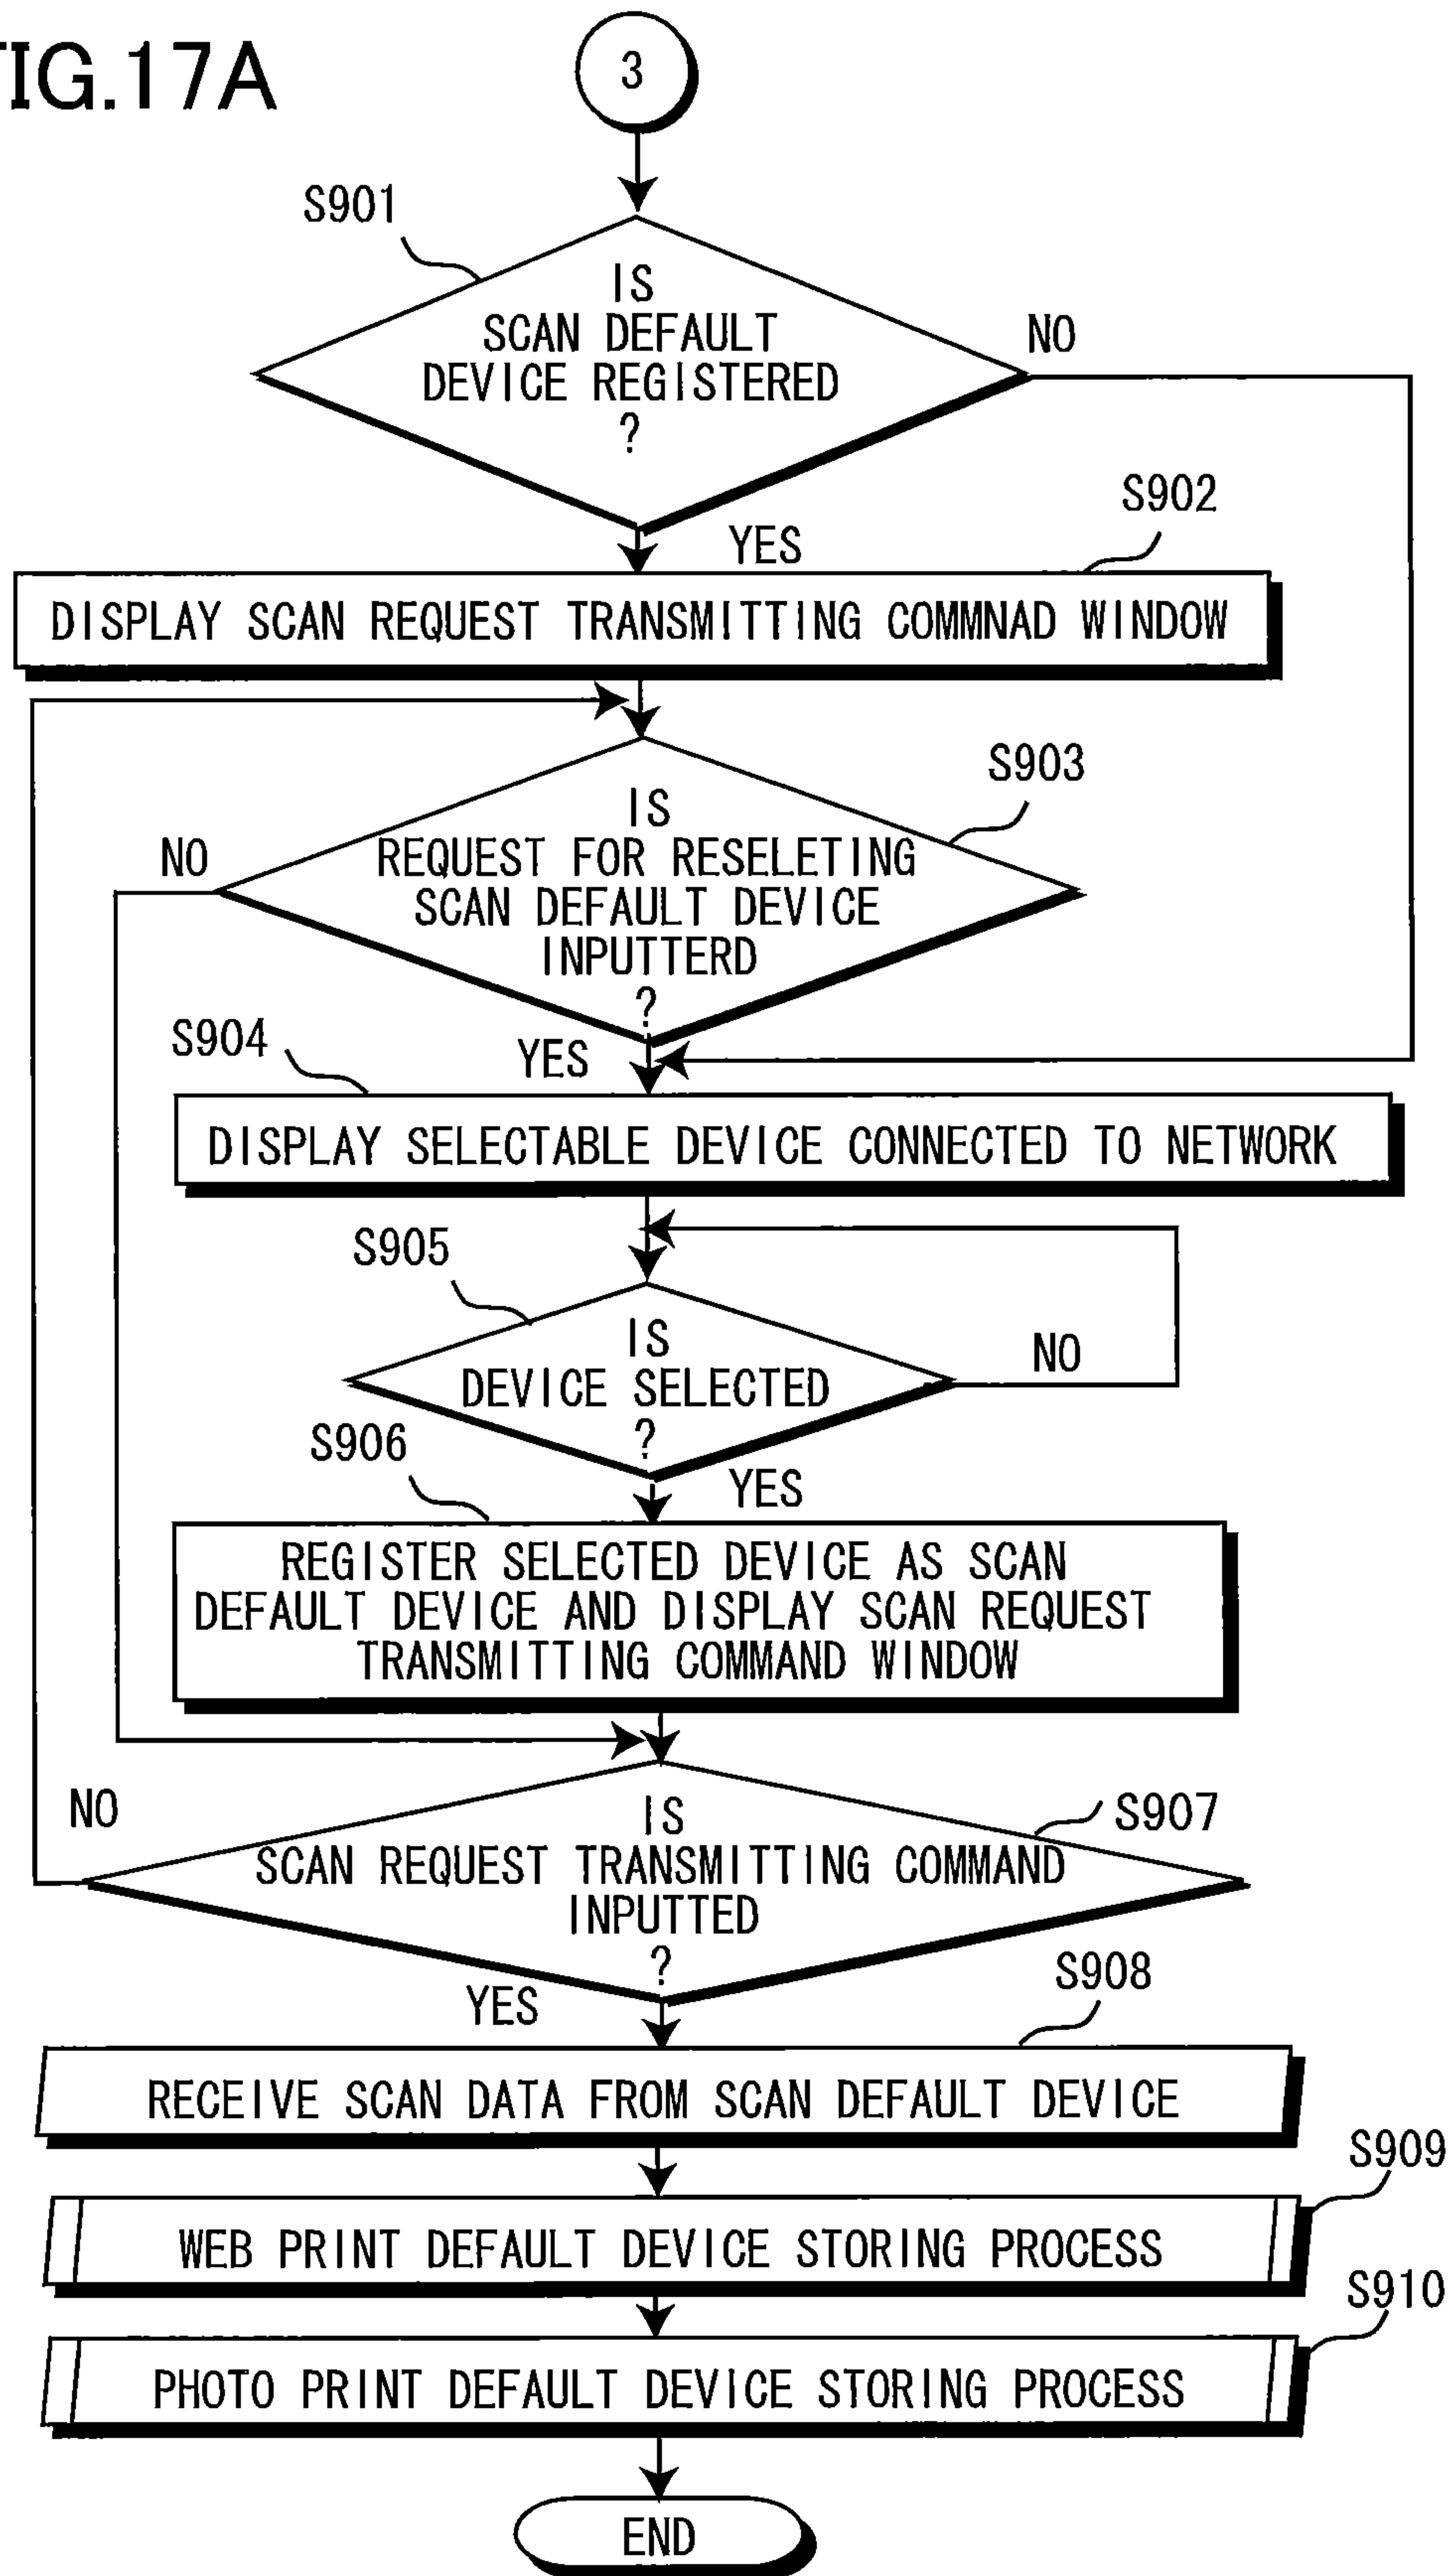 FIG.17A
3
S901
IS
SCAN DEFAULT
DEVICE REGISTERED
?
NO
YES
S902
DISPLAY SCAN REQUEST TRANSMITTING COMMNAD WINDOW
S903
IS
REQUEST FOR RESELETING
SCAN DEFAULT DEVICE
INPUTTERD
?
NO
YES
S904
DISPLAY SELECTABLE DEVICE CONNECTED TO NETWORK
S905
IS
DEVICE SELECTED
?
NO
YES
S906
REGISTER SELECTED DEVICE AS SCAN
DEFAULT DEVICE AND DISPLAY SCAN REQUEST
TRANSMITTING COMMAND WINDOW
NO
S907
IS
SCAN REQUEST TRANSMITTING COMMAND
INPUTTED
?
YES
S908
RECEIVE SCAN DATA FROM SCAN DEFAULT DEVICE
S909
WEB PRINT DEFAULT DEVICE STORING PROCESS
S910
PHOTO PRINT DEFAULT DEVICE STORING PROCESS
END